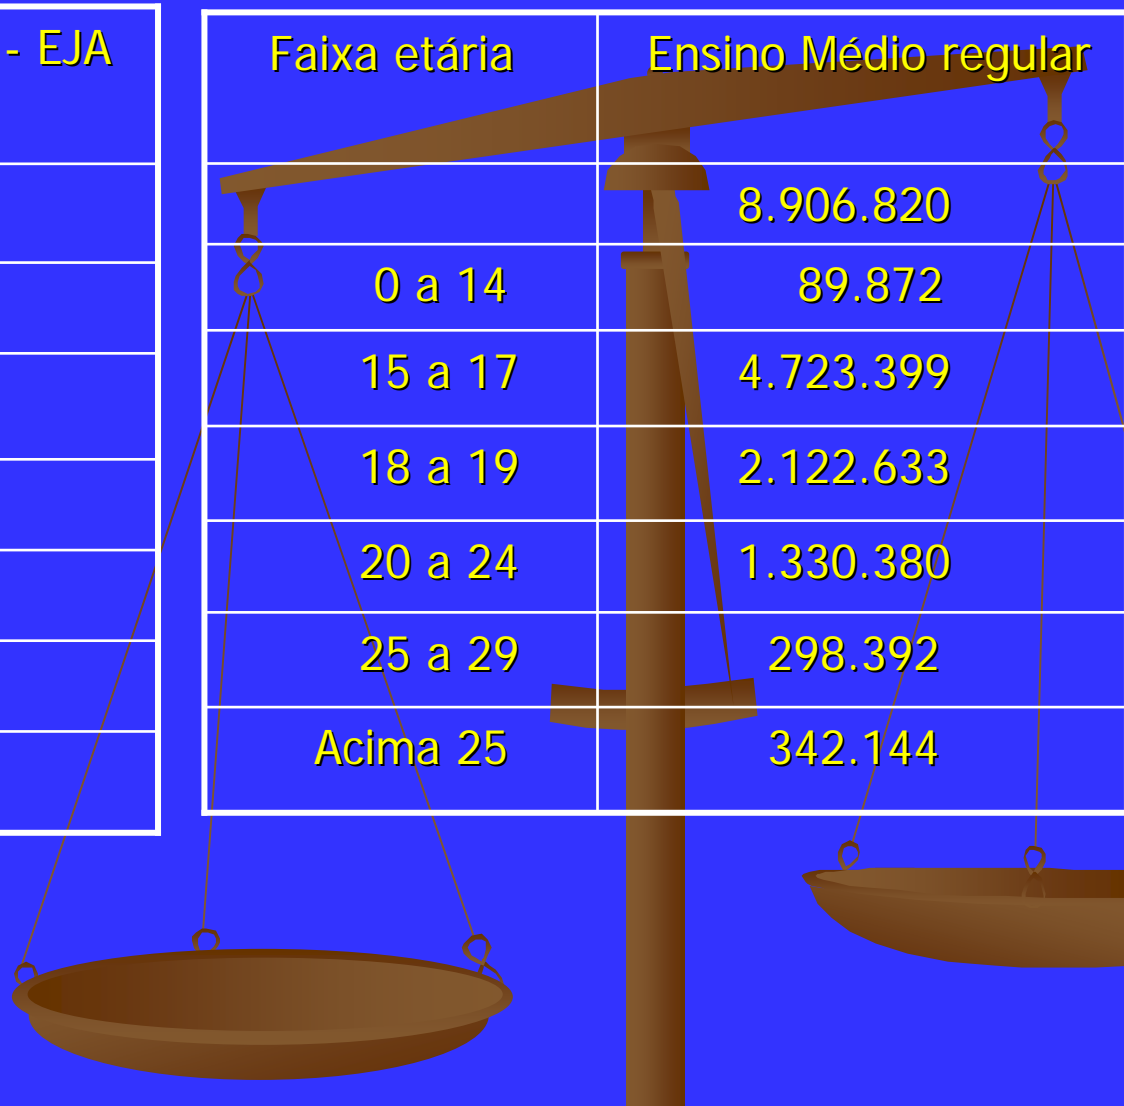 - EJA
Faixa etária Ensino Médio regular
8.906.820
0 a 14 89.872
15 a 17 4.723.399
18 a 19 2.122.633
20 a 24 1.330.380
25 a 29 298.392
Acima 25 342.144